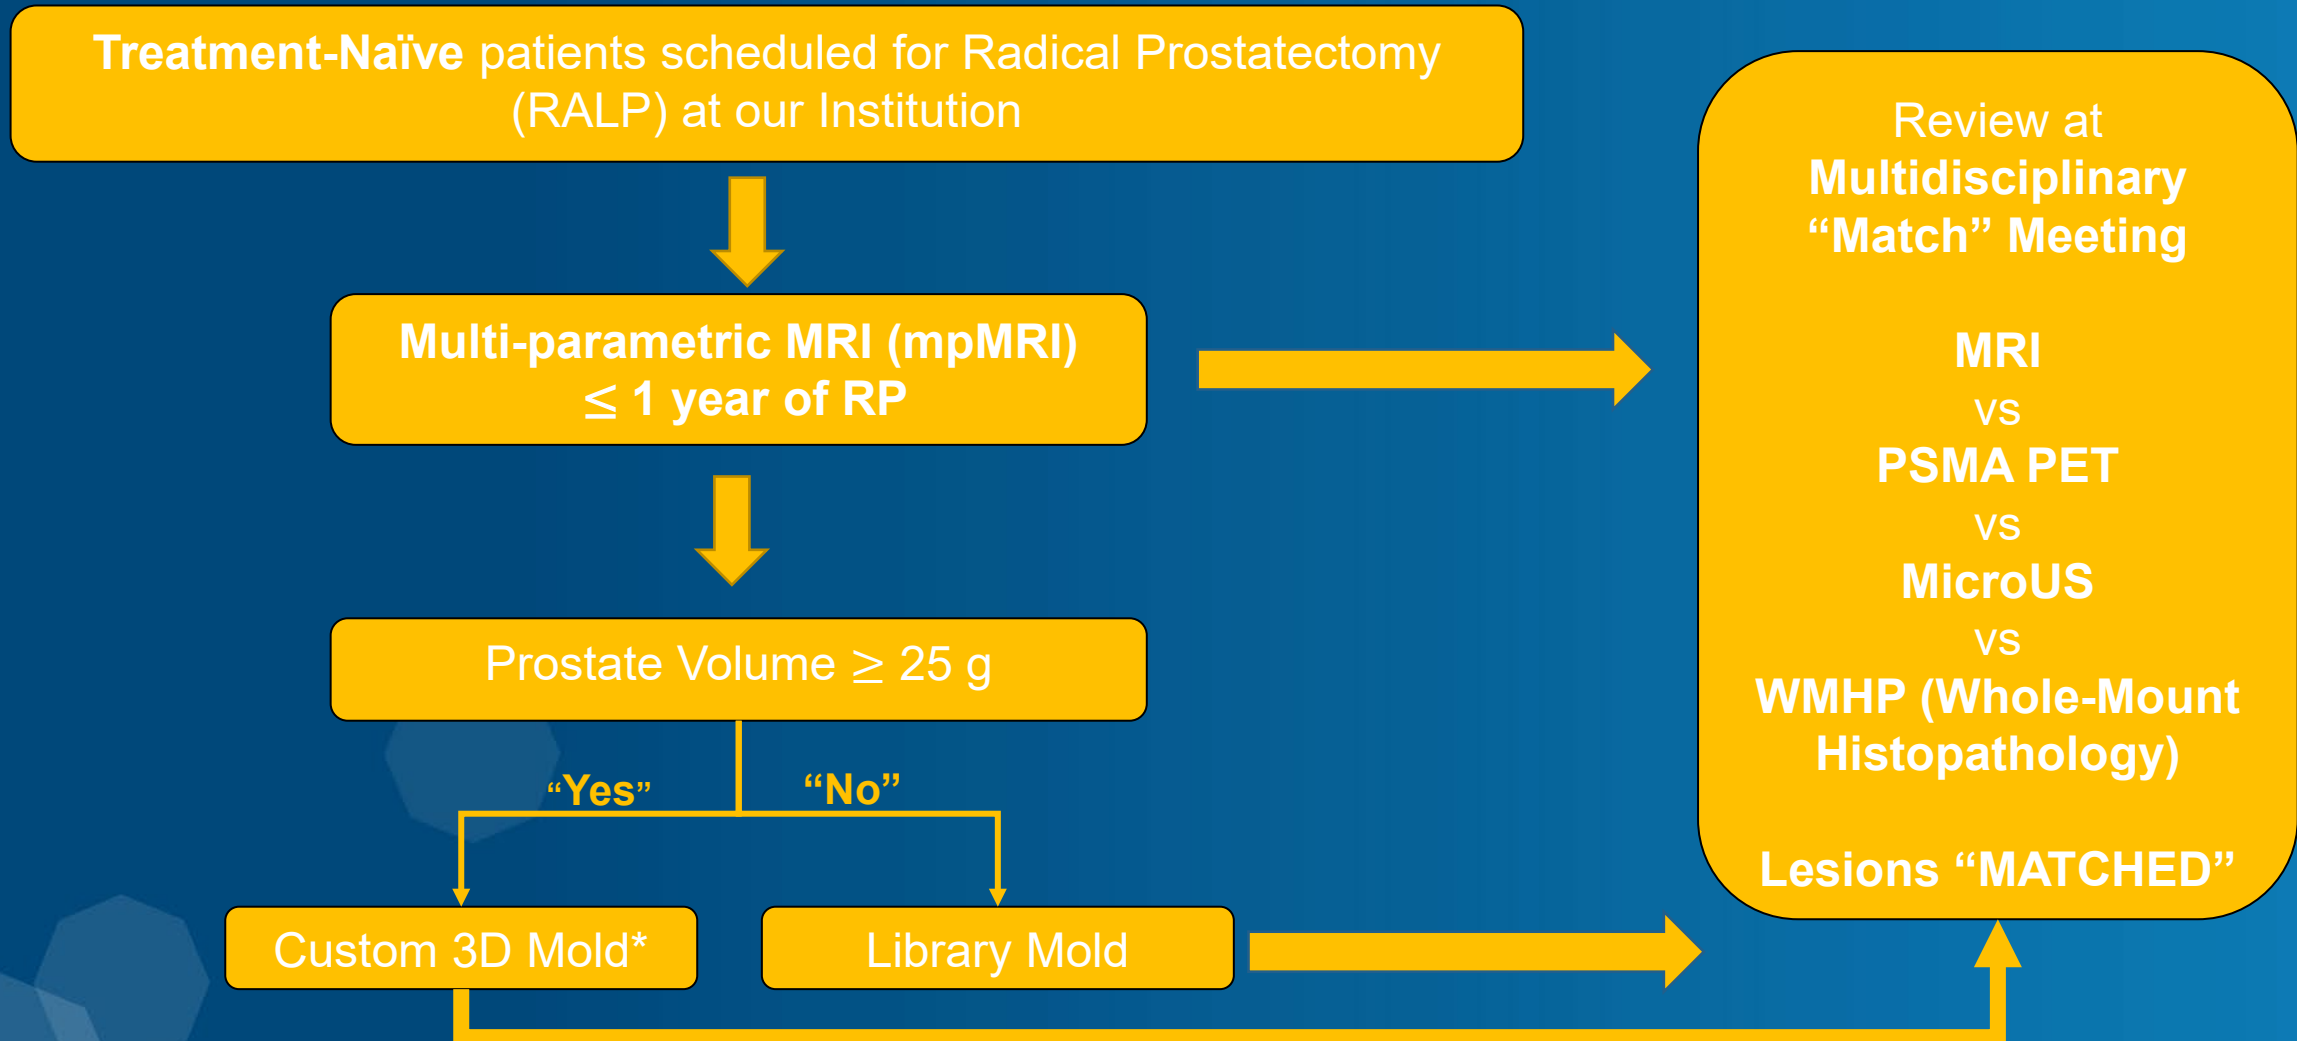 Treatment-Naïve patients scheduled for Radical Prostatectomy
(RALP) at our Institution
Multi-parametric MRI (mpMRI)
≤ 1 year of RP
Prostate Volume ≥ 25 g
“Yes”
“No”
Custom 3D Mold*
Library Mold
Review at
Multidisciplinary
“Match” Meeting
MRI
vs
PSMA PET
vs
MicroUS
vs
WMHP (Whole-Mount
Histopathology)
Lesions “MATCHED”